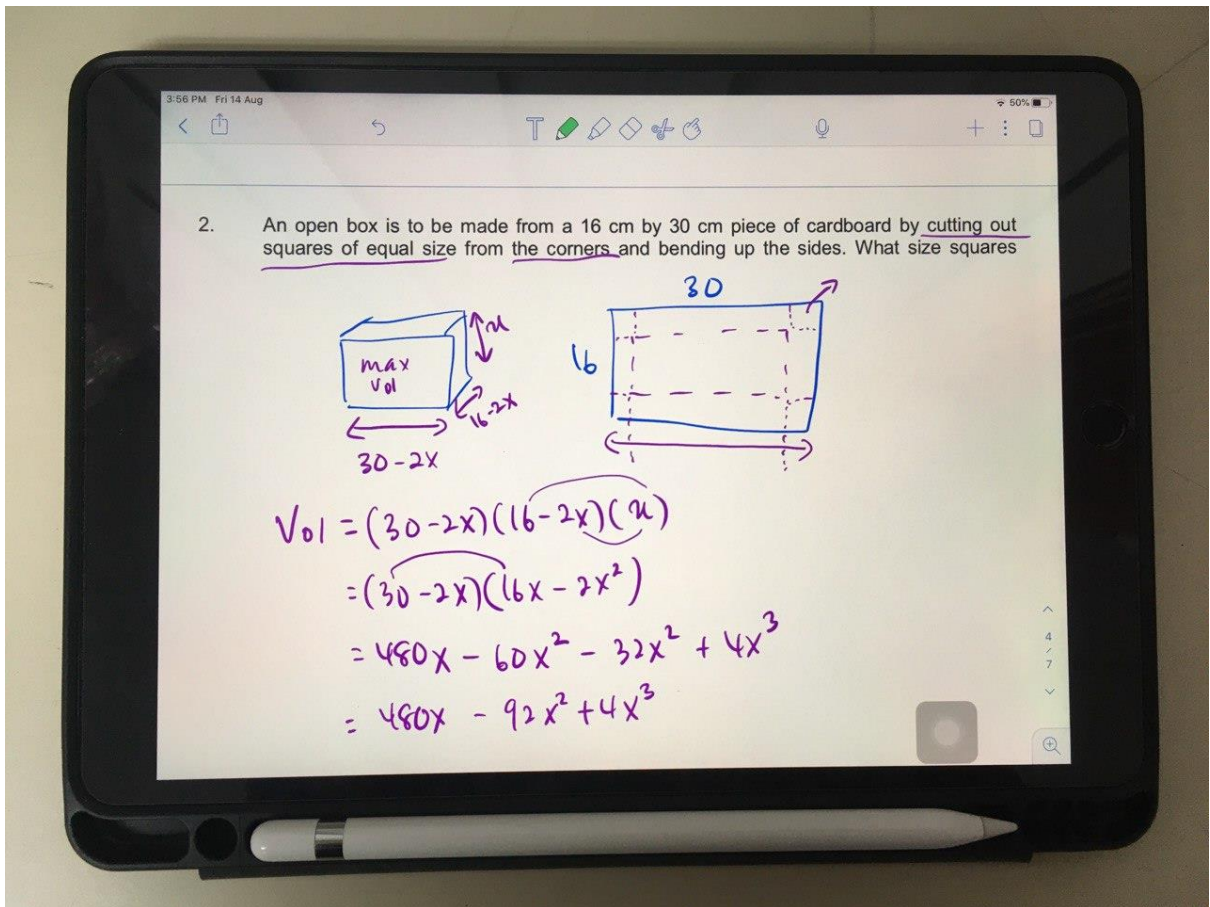 3:56 PM Fri 14 Aug
50%
T
2. An open box is to be made from a 16 cm by 30 cm piece of cardboard by cutting out
squares of equal size from the corners and bending up the sides. What size squares
30
16
x
max
vol
16-2x
30-2x
Vol = (30-2x)(16-2x)(x)
= (30-2x)(16x - 2x²)
= 480x - 60x² - 32x² + 4x³
= 480x - 92x² + 4x³
4
/
7